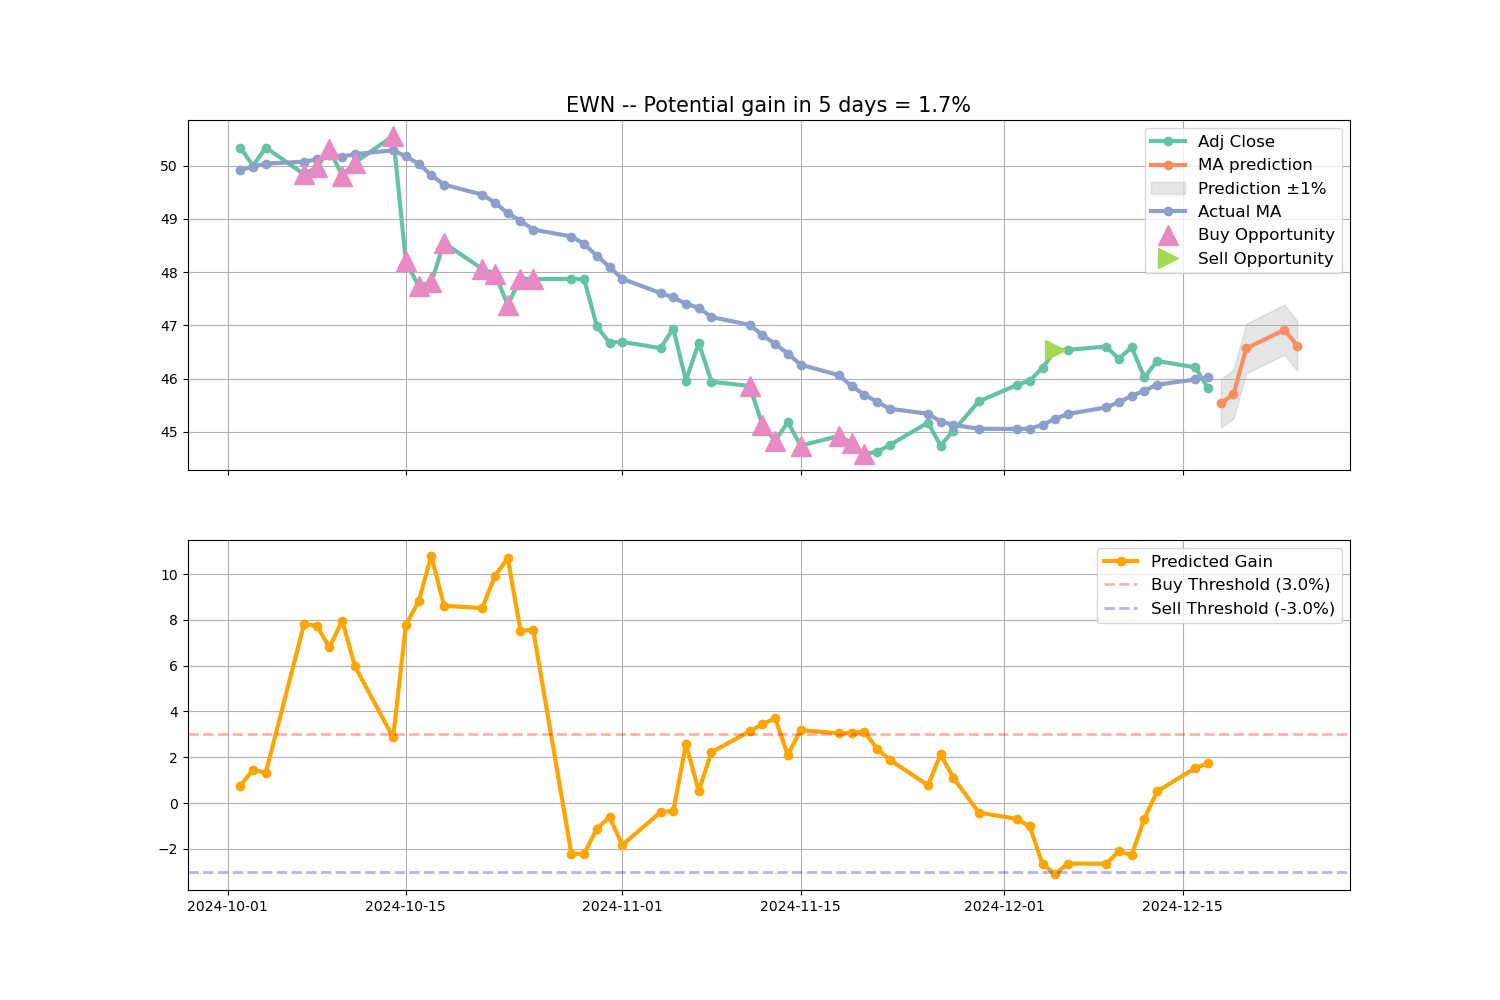 EWN -- Potential gain in 5 days = 1.7%
50
49
48
47
46
45
Adj Close
MA prediction
Prediction ±1%
Actual MA
Buy Opportunity
Sell Opportunity
10
8
6
4
2
0
−2
Predicted Gain
Buy Threshold (3.0%)
Sell Threshold (-3.0%)
2024-10-01 2024-10-15 2024-11-01 2024-11-15 2024-12-01 2024-12-15